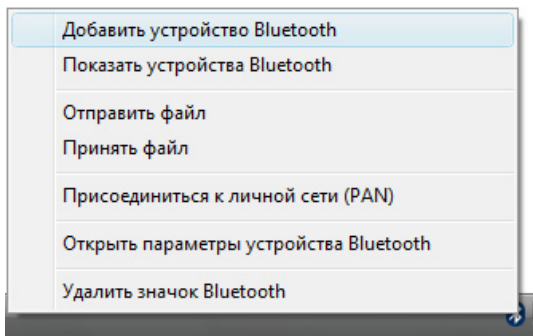 Добавить устройство Bluetooth
Показать устройства Bluetooth
Отправить файл
Принять файл
Присоединиться к личной сети (PAN)
Открыть параметры устройства Bluetooth
Удалить значок Bluetooth